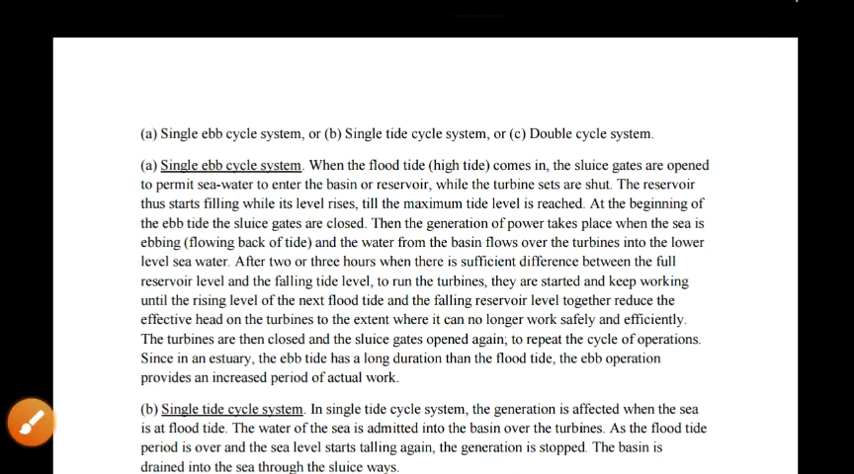 (a) Single ebb cycle system, or (b) Single tide cycle system, or (c) Double cycle system.
(a) Single ebb cycle system. When the flood tide (high tide) comes in, the sluice gates are opened
to permit sea-water to enter the basin or reservoir, while the turbine sets are shut. The reservoir
thus starts filling while its level rises, till the maximum tide level is reached. At the beginning of
the ebb tide the sluice gates are closed. Then the generation of power takes place when the sea is
ebbing (flowing back of tide) and the water from the basin flows over the turbines into the lower
level sea water. After two or three hours when there is sufficient difference between the full
reservoir level and the falling tide level, to run the turbines, they are started and keep working
until the rising level of the next flood tide and the falling reservoir level together reduce the
effective head on the turbines to the extent where it can no longer work safely and efficiently.
The turbines are then closed and the sluice gates opened again; to repeat the cycle of operations.
Since in an estuary, the ebb tide has a long duration than the flood tide, the ebb operation
provides an increased period of actual work.
(b) Single tide cycle system. In single tide cycle system, the generation is affected when the sea
is at flood tide. The water of the sea is admitted into the basin over the turbines. As the flood tide
period is over and the sea level starts talling again, the generation is stopped. The basin is
drained into the sea through the sluice ways.